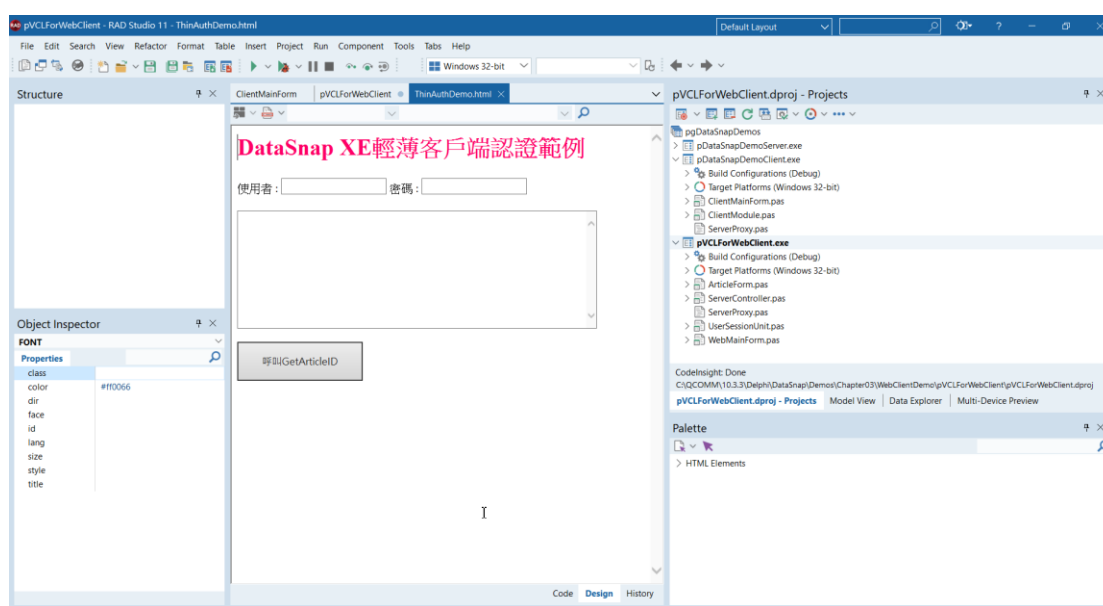 pVCLForWebClient - RAD Studio 11 - ThinAuthDemo.html
Default Layout
?
File Edit Search View Refactor Format Table Insert Project Run Component Tools Tabs Help
Windows 32-bit
Structure
ClientMainForm pVCLForWebClient ThinAuthDemo.html
DataSnap XE輕薄客戶端認證範例
使用者 : 密碼 :
呼叫GetArticleID
Code Design History
Object Inspector
FONT
Properties
class
color #ff0066
dir
face
id
lang
size
style
title
pVCLForWebClient.dproj - Projects
pgDataSnapDemos
pDataSnapDemoServer.exe
pDataSnapDemoClient.exe
Build Configurations (Debug)
Target Platforms (Windows 32-bit)
ClientMainForm.pas
ClientModule.pas
ServerProxy.pas
pVCLForWebClient.exe
Build Configurations (Debug)
Target Platforms (Windows 32-bit)
ArticleForm.pas
ServerController.pas
ServerProxy.pas
UserSessionUnit.pas
WebMainForm.pas
CodeInsight: Done
C:\QCOMM\10.3.3\Delphi\DataSnap\Demos\Chapter03\WebClientDemo\pVCLForWebClient\pVCLForWebClient.dproj
pVCLForWebClient.dproj - Projects Model View Data Explorer Multi-Device Preview
Palette
HTML Elements